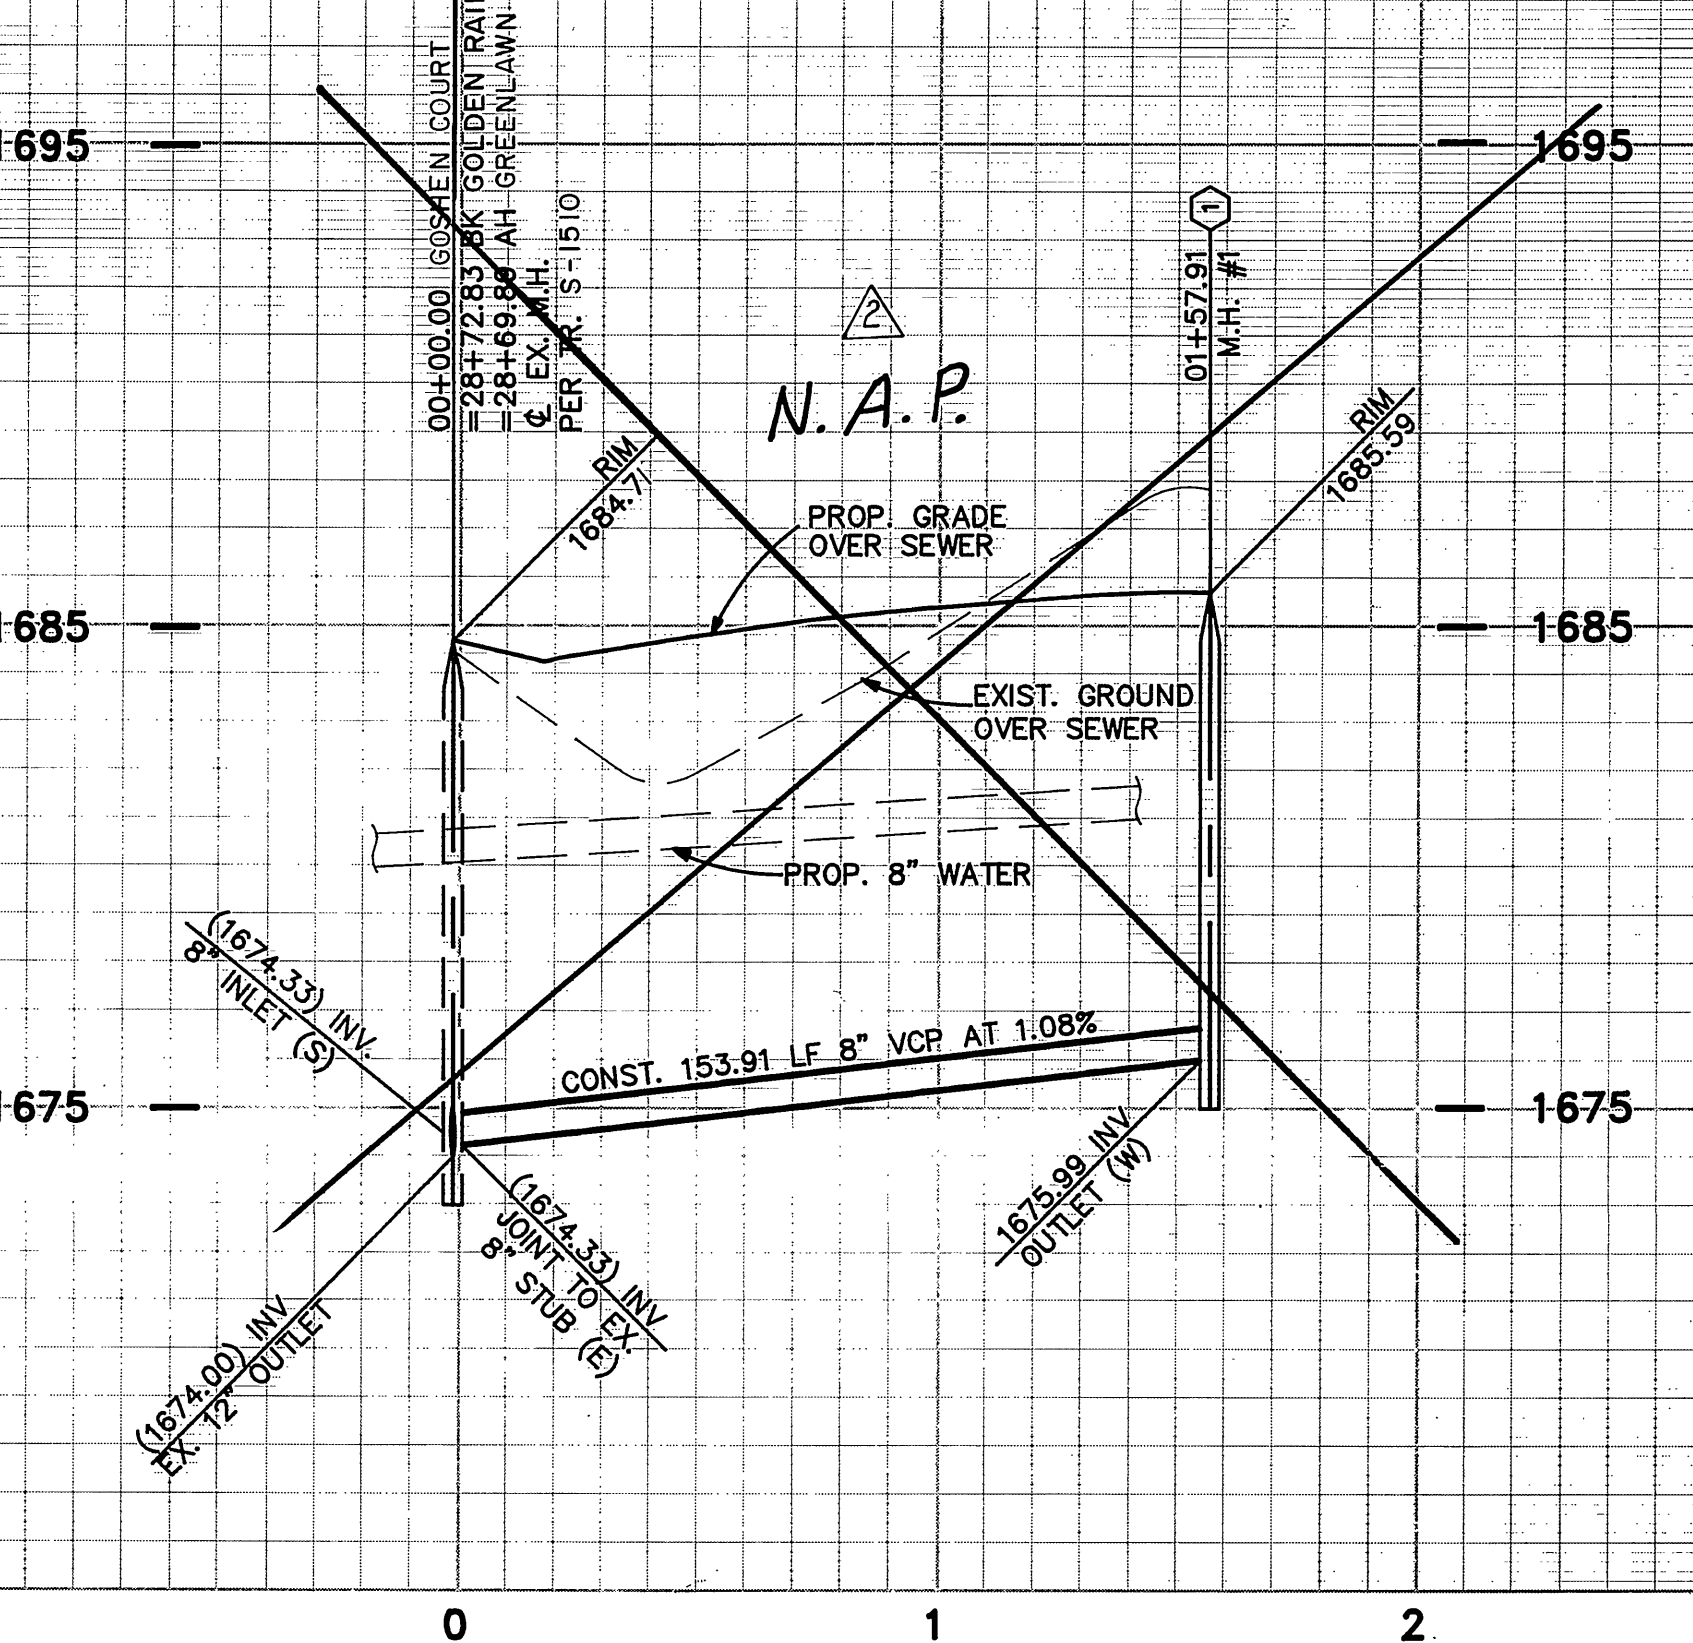 00+00.00 GOSHEN COURT
=28+72.83 BK GOLDEN
=28+69.89 AH GREENLAWN
℄ EX. M.H.
PER TR. S-1510
1695
1695
1
01+57.91
M.H. #1
2
N.A.P.
RIM
1684.71
RIM
1685.59
PROP. GRADE
OVER SEWER
1685
1685
EXIST. GROUND
OVER SEWER
PROP. 8" WATER
(1674.33) INV.
8" INLET (S)
CONST. 153.91 LF 8" VCP AT 1.08%
1675
1675
(1674.33) INV
JOINT TO EX.
8" STUB (E)
1675.99 INV
OUTLET (W)
(1674.00) INV
EX. 12" OUTLET
0
1
2